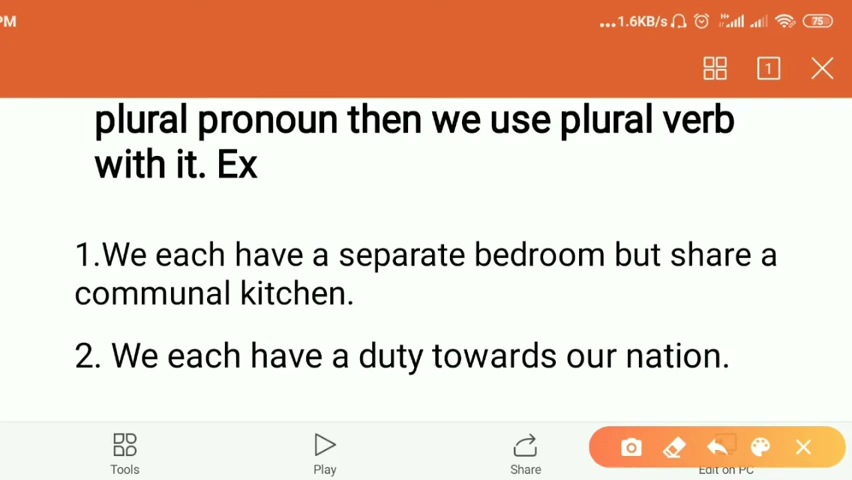 PM
...1.6KB/s 75
1
plural pronoun then we use plural verb
with it. Ex
1.We each have a separate bedroom but share a
communal kitchen.
2. We each have a duty towards our nation.
Tools Play Share Edit on PC